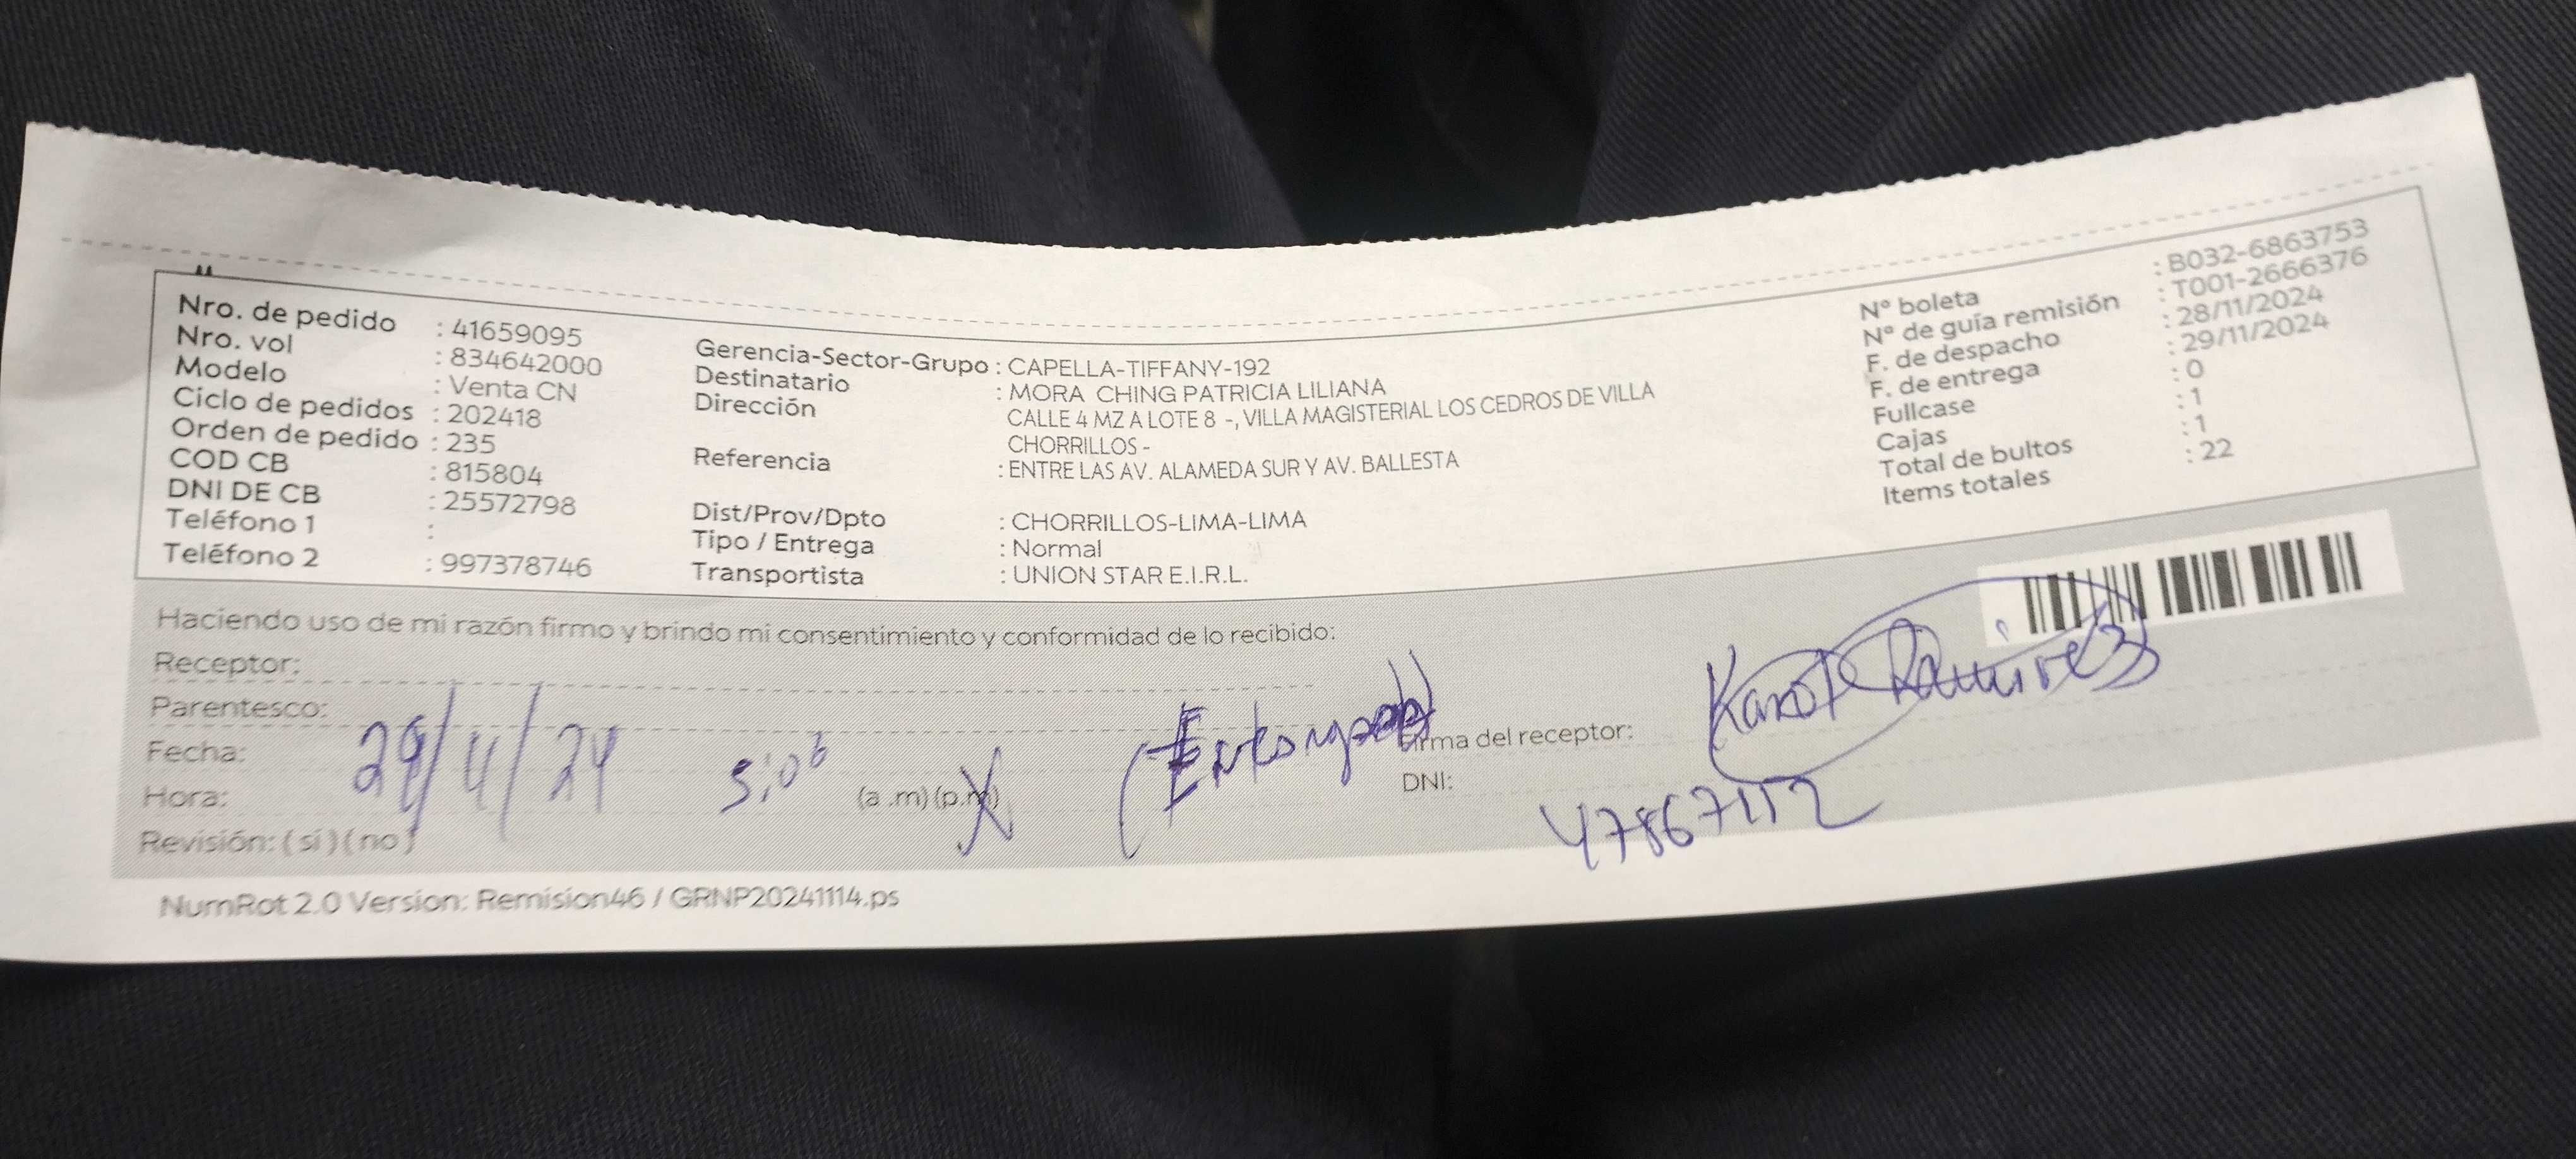 Nro. de pedido : 41659095
Nro. vol : 834642000
Modelo : Venta CN
Ciclo de pedidos : 202418
Orden de pedido : 235
COD CB : 815804
DNI DE CB : 25572798
Teléfono 1 :
Teléfono 2 : 997378746
Gerencia-Sector-Grupo : CAPELLA-TIFFANY-192
Destinatario : MORA CHING PATRICIA LILIANA
Dirección CALLE 4 MZ A LOTE 8 -, VILLA MAGISTERIAL LOS CEDROS DE VILLA
CHORRILLOS -
Referencia : ENTRE LAS AV. ALAMEDA SUR Y AV. BALLESTA
Dist/Prov/Dpto : CHORRILLOS-LIMA-LIMA
Tipo / Entrega : Normal
Transportista : UNION STAR E.I.R.L.
N° boleta : B032-6863753
N° de guía remisión : T001-2666376
F. de despacho : 28/11/2024
F. de entrega : 29/11/2024
Fullcase : 0
Cajas : 1
Total de bultos : 1
Items totales : 22
Haciendo uso de mi razón firmo y brindo mi consentimiento y conformidad de lo recibido:
Receptor:
Parentesco:
Fecha: 29/11/24
Hora: 5:06 (a .m) (p.m)
Revisión: ( si ) ( no )
Firma del receptor: Karol Ramirez
DNI: 47867152
NumRot 2.0 Version: Remision46 / GRNP20241114.ps